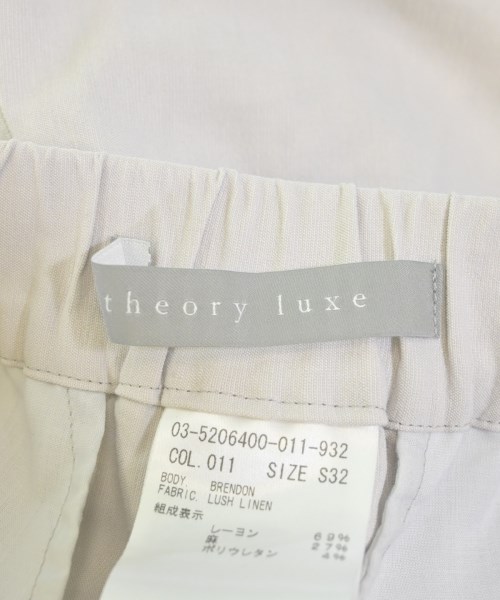 theory luxe
03-5206400-011-932
COL. 011 SIZE S32
BODY. BRENDON
FABRIC. LUSH LINEN
組成表示
レーヨン 69%
麻 27%
ポリウレタン 4%